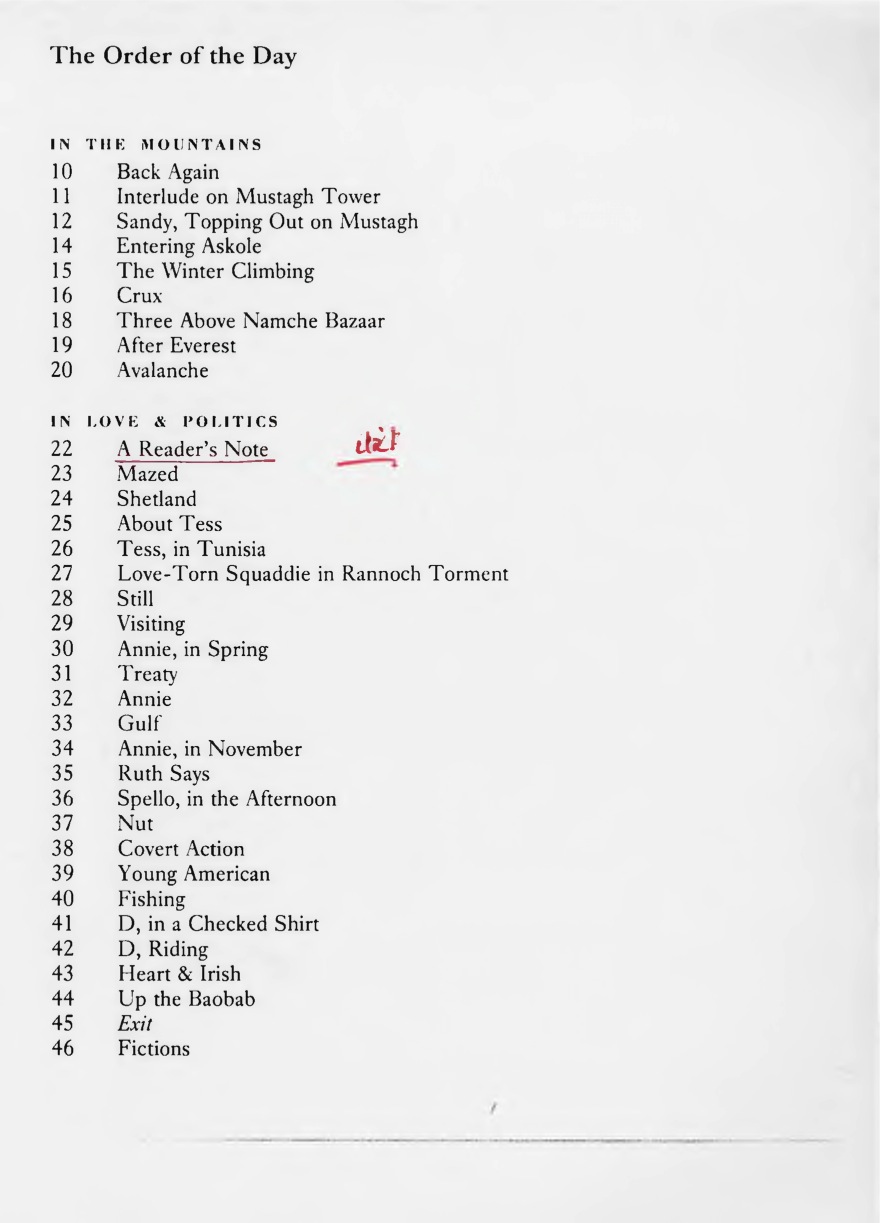 The Order of the Day
IN THE MOUNTAINS
10 Back Again
11 Interlude on Mustagh Tower
12 Sandy, Topping Out on Mustagh
14 Entering Askole
15 The Winter Climbing
16 Crux
18 Three Above Namche Bazaar
19 After Everest
20 Avalanche
IN LOVE & POLITICS
22 A Reader's Note
23 Mazed
24 Shetland
25 About Tess
26 Tess, in Tunisia
27 Love-Torn Squaddie in Rannoch Torment
28 Still
29 Visiting
30 Annie, in Spring
31 Treaty
32 Annie
33 Gulf
34 Annie, in November
35 Ruth Says
36 Spello, in the Afternoon
37 Nut
38 Covert Action
39 Young American
40 Fishing
41 D, in a Checked Shirt
42 D, Riding
43 Heart & Irish
44 Up the Baobab
45 Exit
46 Fictions